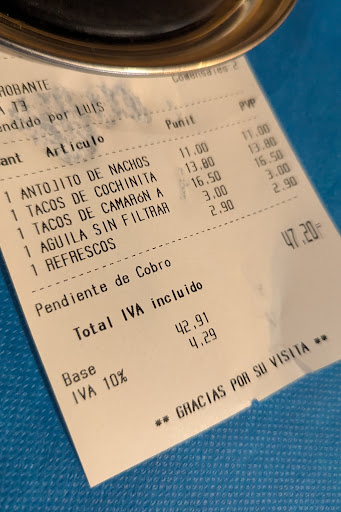 ROBANTE
Comensales 2
A T3
endido por LUIS
ant Artículo Punit PVP
1 ANTOJITO DE NACHOS 11.00 11.00
1 TACOS DE COCHINITA 13.80 13.80
1 TACOS DE CAMARON A 16.50 16.50
1 AGUILA SIN FILTRAR 3.00 3.00
1 REFRESCOS 2.90 2.90
Pendiente de Cobro
Total IVA incluido 47.20
Base 42,91
IVA 10% 4,29
** GRACIAS POR SU VISITA **